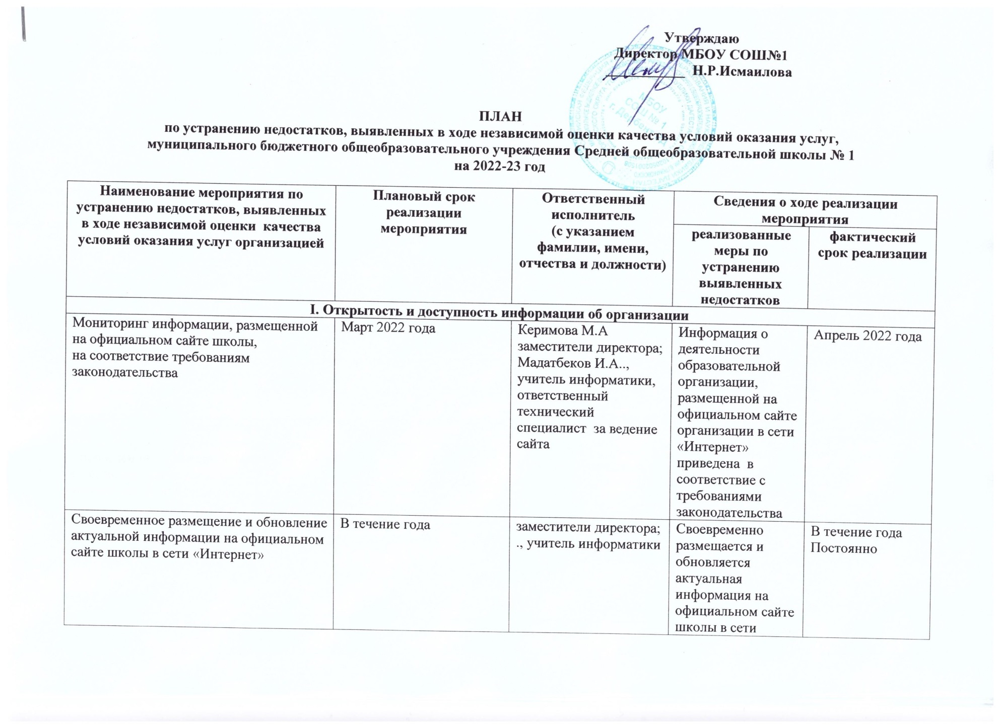 Утверждаю
Директор МБОУ СОШ№1
Н.Р.Исмаилова
МБОУ
СОШ № 1
г. Дербент
ПЛАН
по устранению недостатков, выявленных в ходе независимой оценки качества условий оказания услуг,
муниципального бюджетного общеобразовательного учреждения Средней общеобразовательной школы № 1
на 2022-23 год
Наименование мероприятия по
устранению недостатков, выявленных
в ходе независимой оценки качества
условий оказания услуг организацией
Плановый срок
реализации
мероприятия
Ответственный
исполнитель
(с указанием
фамилии, имени,
отчества и должности)
Сведения о ходе реализации
мероприятия
реализованные
меры по
устранению
выявленных
недостатков
фактический
срок реализации
I. Открытость и доступность информации об организации
Мониторинг информации, размещенной
на официальном сайте школы,
на соответствие требованиям
законодательства
Март 2022 года
Керимова М.А
заместители директора;
Мадатбеков И.А..,
учитель информатики,
ответственный
технический
специалист за ведение
сайта
Информация о
деятельности
образовательной
организации,
размещенной на
официальном сайте
организации в сети
«Интернет»
приведена в
соответствие с
требованиями
законодательства
Апрель 2022 года
Своевременное размещение и обновление
актуальной информации на официальном
сайте школы в сети «Интернет»
В течение года
заместители директора;
., учитель информатики
Своевременно
размещается и
обновляется
актуальная
информация на
официальном сайте
школы в сети
В течение года
Постоянно